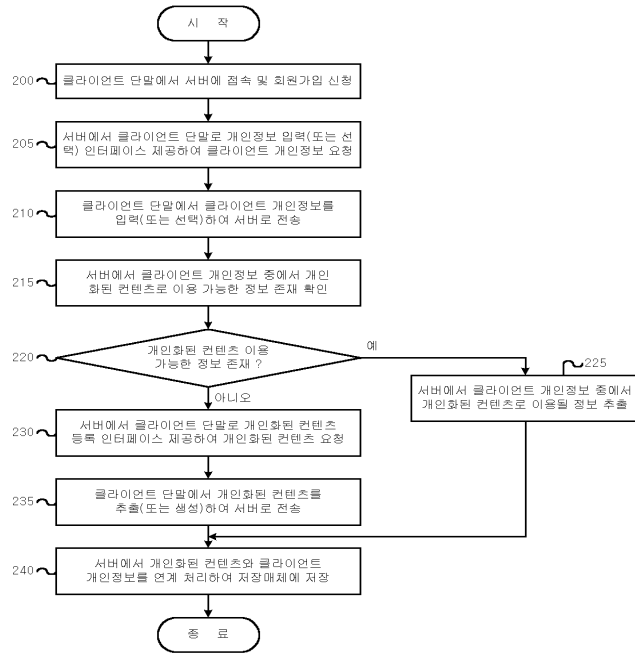 시 작
200
클라이언트 단말에서 서버에 접속 및 회원가입 신청
205
서버에서 클라이언트 단말로 개인정보 입력(또는 선
택) 인터페이스 제공하여 클라이언트 개인정보 요청
210
클라이언트 단말에서 클라이언트 개인정보를
입력(또는 선택)하여 서버로 전송
215
서버에서 클라이언트 개인정보 중에서 개인
화된 컨텐츠로 이용 가능한 정보 존재 확인
220
개인화된 컨텐츠 이용
가능한 정보 존재 ?
예
225
서버에서 클라이언트 개인정보 중에서
개인화된 컨텐츠로 이용될 정보 추출
아니오
230
서버에서 클라이언트 단말로 개인화된 컨텐츠
등록 인터페이스 제공하여 개인화된 컨텐츠 요청
235
클라이언트 단말에서 개인화된 컨텐츠를
추출(또는 생성)하여 서버로 전송
240
서버에서 개인화된 컨텐츠와 클라이언트
개인정보를 연계 처리하여 저장매체에 저장
종 료